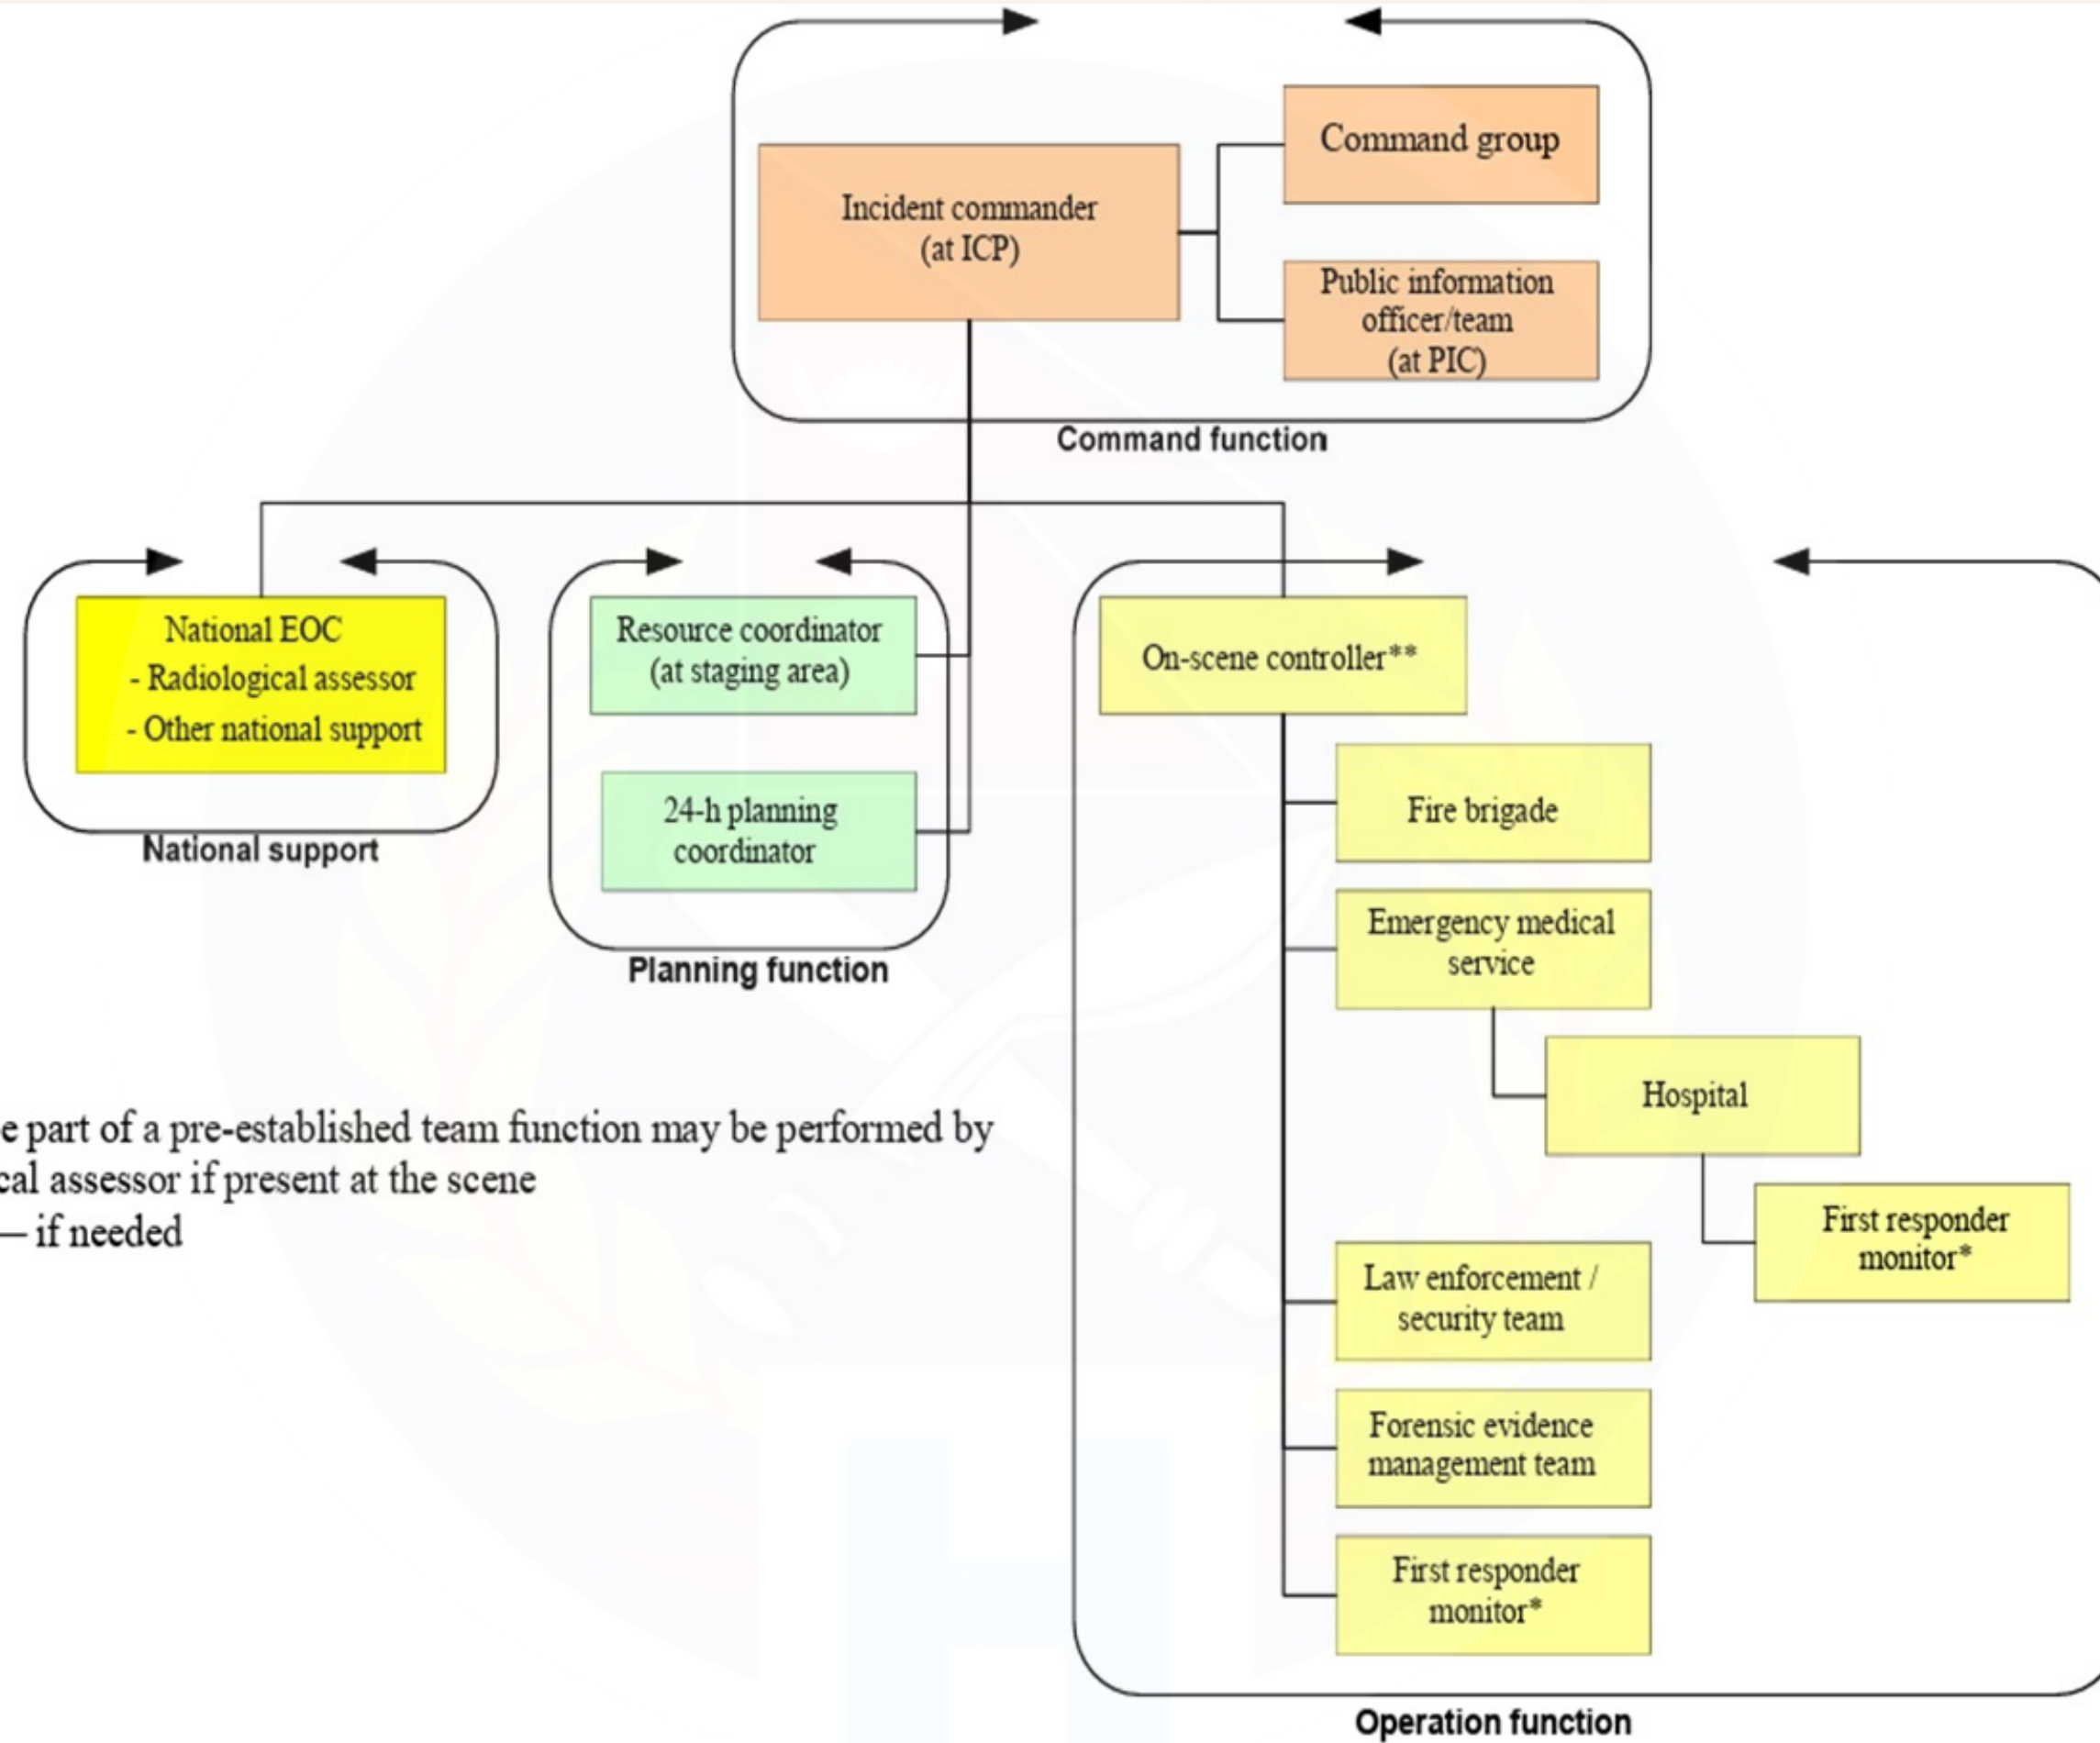 Command group
Incident commander
(at ICP)
Public information
officer/team
(at PIC)
Command function
National EOC
- Radiological assessor
- Other national support
National support
Resource coordinator
(at staging area)
24-h planning
coordinator
Planning function
On-scene controller**
Fire brigade
Emergency medical
service
Hospital
First responder
monitor*
Law enforcement /
security team
Forensic evidence
management team
First responder
monitor*
Operation function
e part of a pre-established team function may be performed by
cal assessor if present at the scene
— if needed